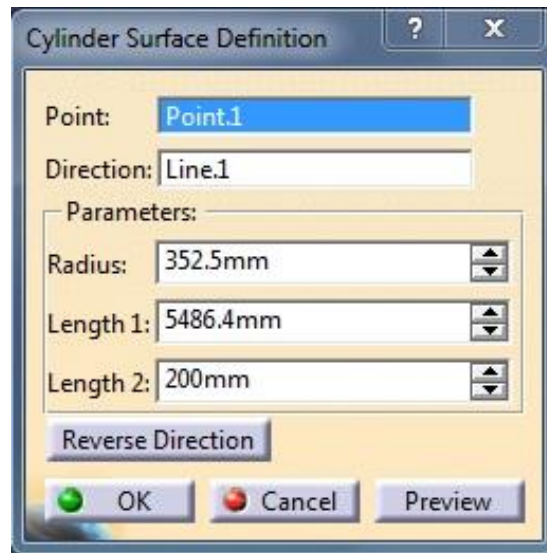 Cylinder Surface Definition ? X
Point: Point.1
Direction: Line.1
Parameters:
Radius: 352.5mm
Length 1: 5486.4mm
Length 2: 200mm
Reverse Direction
OK Cancel Preview